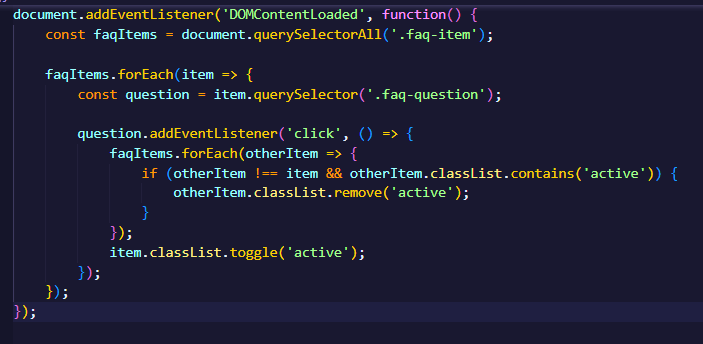 document.addEventListener('DOMContentLoaded', function() {
    const faqItems = document.querySelectorAll('.faq-item');

    faqItems.forEach(item => {
        const question = item.querySelector('.faq-question');

        question.addEventListener('click', () => {
            faqItems.forEach(otherItem => {
                if (otherItem !== item && otherItem.classList.contains('active')) {
                    otherItem.classList.remove('active');
                }
            });
            item.classList.toggle('active');
        });
    });
});